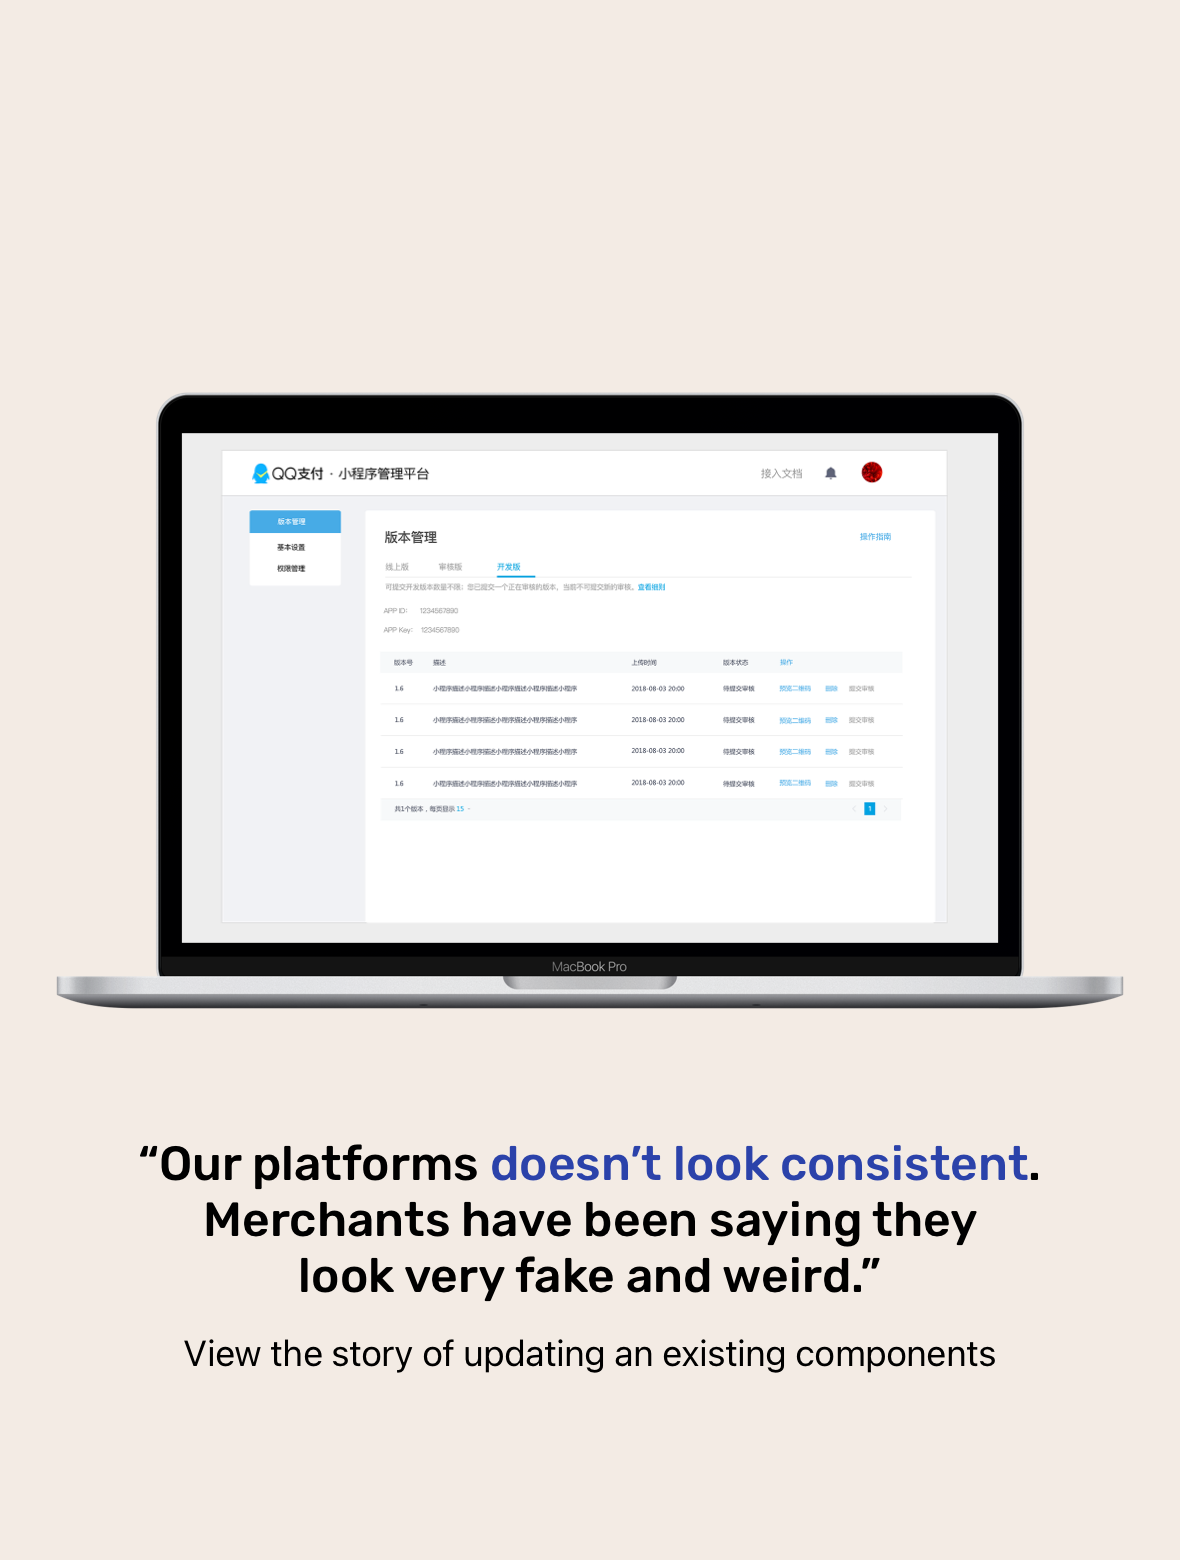 QQ支付 · 小程序管理平台
接入文档
版本管理
基本设置
权限管理
版本管理
操作指南
线上版 审核版 开发版
可提交开发版本数量不限；您已提交一个正在审核的版本，当前不可提交新的审核。查看细则
APP ID： 1234567890
APP Key： 1234567890
版本号 描述 上传时间 版本状态 操作
1.6 小程序描述小程序描述小程序描述小程序描述小程序 2018-08-03 20:00 待提交审核 预览二维码 删除 提交审核
1.6 小程序描述小程序描述小程序描述小程序描述小程序 2018-08-03 20:00 待提交审核 预览二维码 删除 提交审核
1.6 小程序描述小程序描述小程序描述小程序描述小程序 2018-08-03 20:00 待提交审核 预览二维码 删除 提交审核
1.6 小程序描述小程序描述小程序描述小程序描述小程序 2018-08-03 20:00 待提交审核 预览二维码 删除 提交审核
共1个版本，每页显示 15
1
MacBook Pro
“Our platforms doesn’t look consistent.
Merchants have been saying they
look very fake and weird.”
View the story of updating an existing components